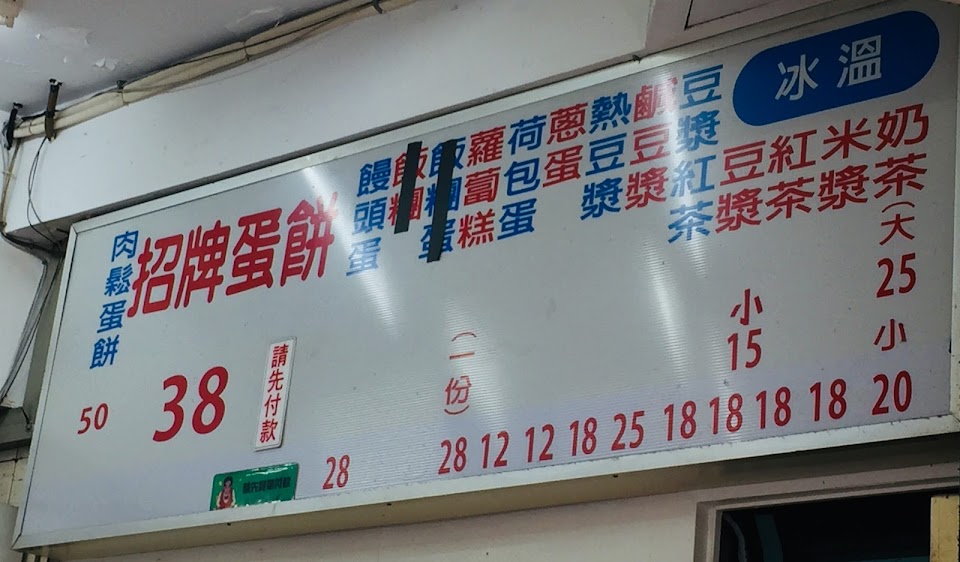 冰溫
肉鬆蛋餅
50
招牌蛋餅
38
請先付款
饅頭蛋
28
飯糰
飯糰蛋
蘿蔔糕
(一份)
28
荷包蛋
12
蔥蛋
12
熱豆漿
18
鹹豆漿
25
豆漿紅茶
18
豆漿
小
15
18
紅茶
18
米漿
18
奶茶(大
25
小
20